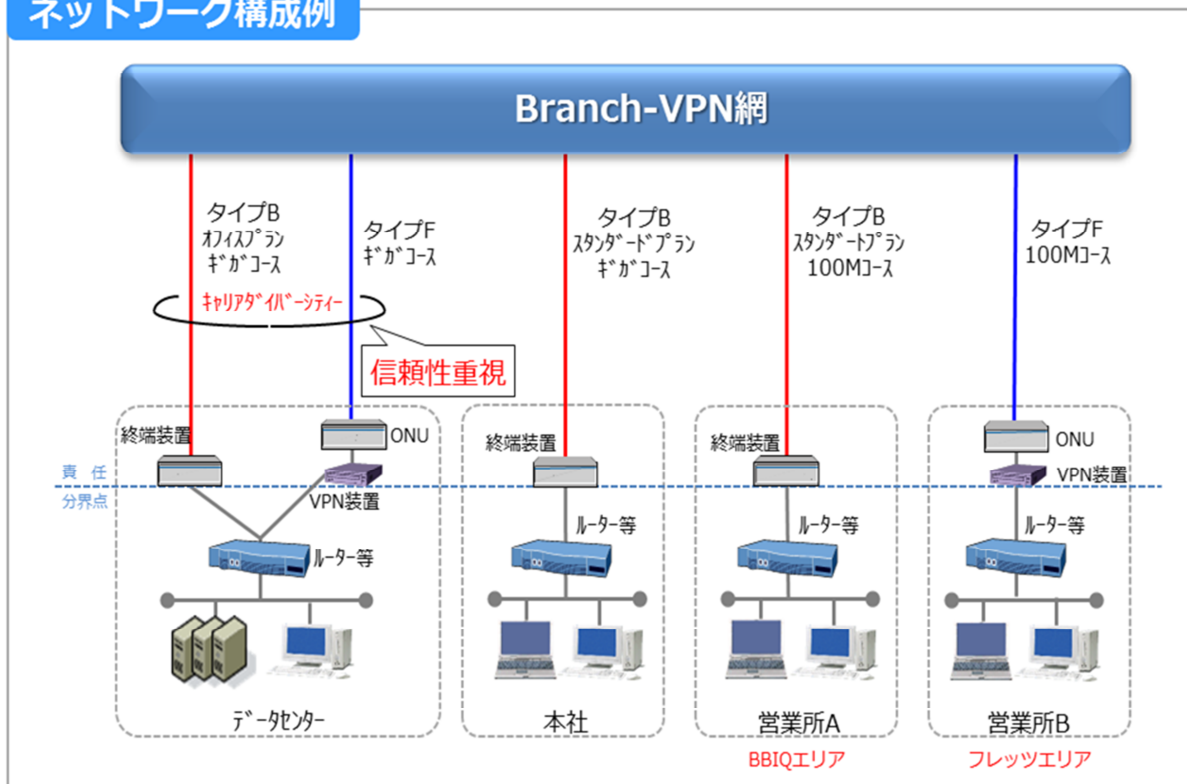 ネットワーク構成例
Branch-VPN網
タイプB
ｵﾌｨｽﾌﾟﾗﾝ
ｷﾞｶﾞｺｰｽ
タイプF
ｷﾞｶﾞｺｰｽ
タイプB
ｽﾀﾝﾀﾞｰﾄﾞﾌﾟﾗﾝ
ｷﾞｶﾞｺｰｽ
タイプB
ｽﾀﾝﾀﾞｰﾄﾌﾟﾗﾝ
100Mｺｰｽ
タイプF
100Mｺｰｽ
ｷｬﾘｱﾀﾞｲﾊﾞｰｼﾃｨｰ
信頼性重視
終端装置
ONU
VPN装置
終端装置
終端装置
ONU
VPN装置
責 任
分界点
ﾙｰﾀｰ等
ﾙｰﾀｰ等
ﾙｰﾀｰ等
ﾙｰﾀｰ等
ﾃﾞｰﾀｾﾝﾀｰ
本社
営業所A
営業所B
BBIQエリア
フレッツエリア